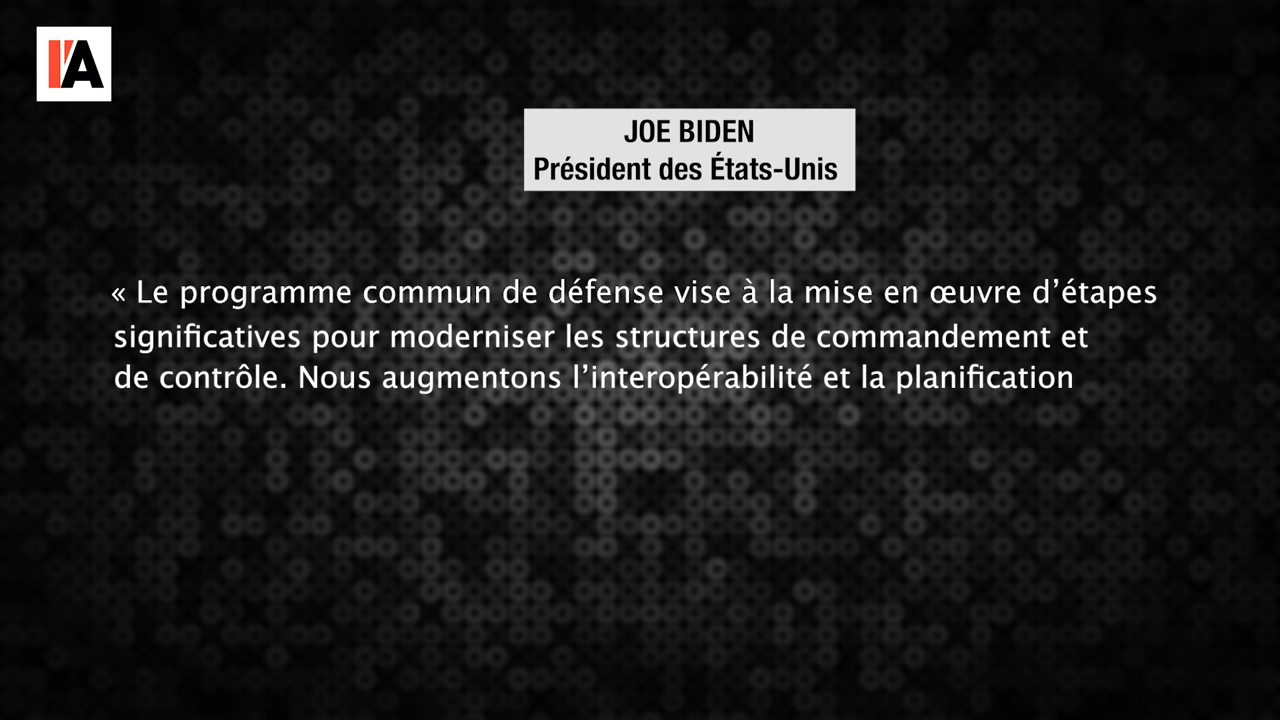 IA
JOE BIDEN
Président des États-Unis
« Le programme commun de défense vise à la mise en œuvre d’étapes
significatives pour moderniser les structures de commandement et
de contrôle. Nous augmentons l’interopérabilité et la planification